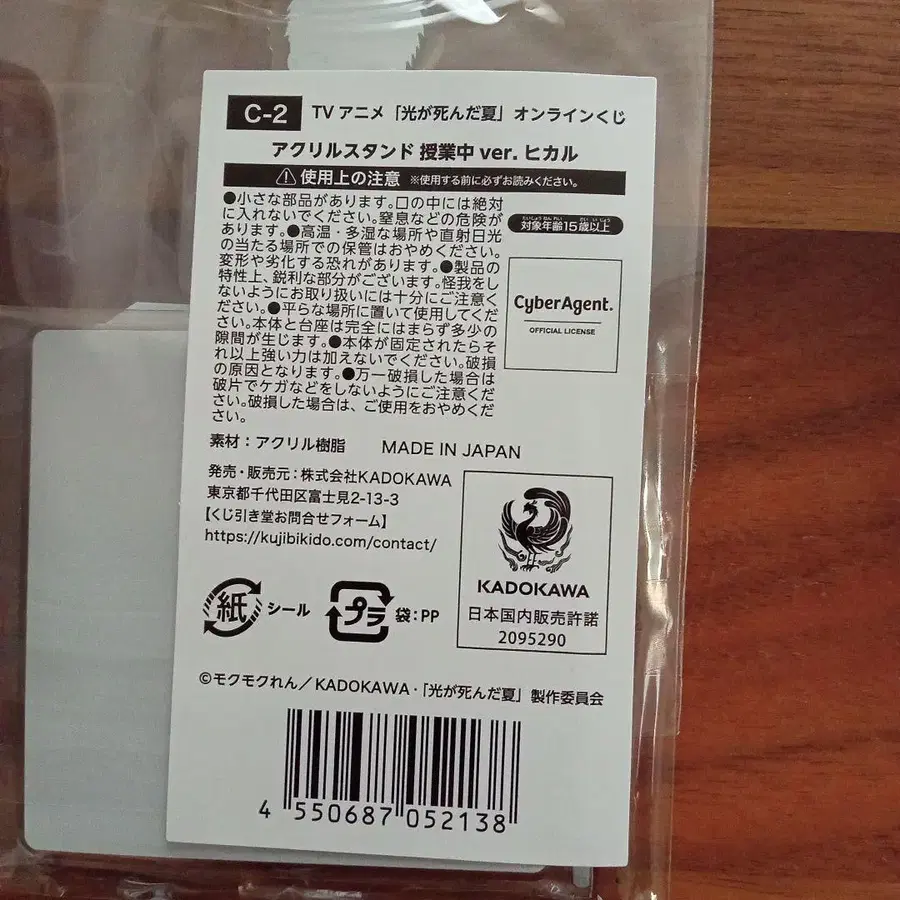 C-2 TV アニメ「光が死んだ夏」オンラインくじ
アクリルスタンド 授業中 ver. ヒカル
使用上の注意 ※使用する前に必ずお読みください。
●小さな部品があります。口の中には絶対
に入れないでください。窒息などの危険が
あります。●高温・多湿な場所や直射日光
の当たる場所での保管はおやめください。
変形や劣化する恐れがあります。●製品の
特性上、鋭利な部分がございます。怪我をし
ないようにお取り扱いには十分にご注意く
ださい。●平らな場所に置いて使用してくだ
さい。本体と台座は完全にはまらず多少の
隙間が生じます。●本体が固定されたらそ
れ以上強い力は加えないでください。破損
の原因となります。●万一破損した場合は
破片でケガなどをしないようにご注意くだ
さい。破損した場合は、ご使用をおやめくだ
さい。
たいしょうねんれい さいいじょう
対象年齢15歳以上
CyberAgent.
OFFICIAL LICENSE
素材：アクリル樹脂 MADE IN JAPAN
発売・販売元：株式会社KADOKAWA
東京都千代田区富士見2-13-3
【くじ引き堂お問合せフォーム】
https://kujibikido.com/contact/
KADOKAWA
日本国内販売許諾
2095290
紙 シール プラ 袋：PP
©モクモクれん／KADOKAWA・「光が死んだ夏」製作委員会
4 550687 052138